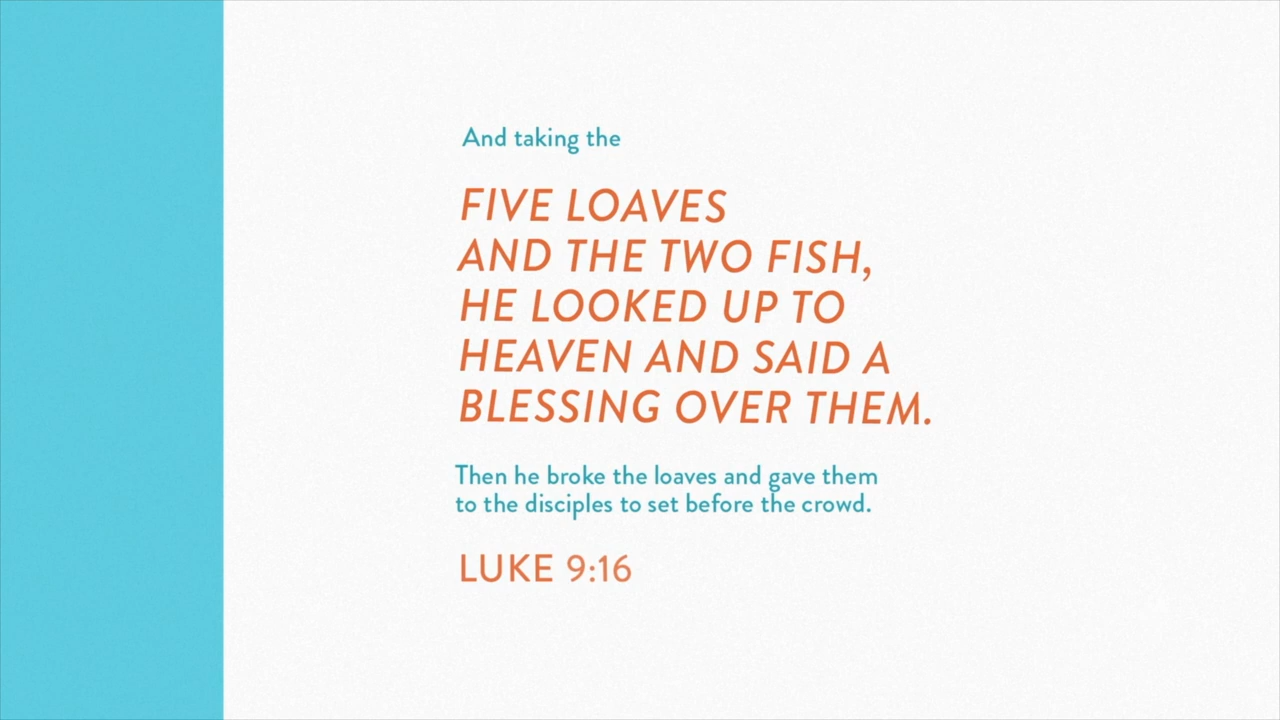 And taking the
FIVE LOAVES
AND THE TWO FISH,
HE LOOKED UP TO
HEAVEN AND SAID A
BLESSING OVER THEM.
Then he broke the loaves and gave them
to the disciples to set before the crowd.
LUKE 9:16